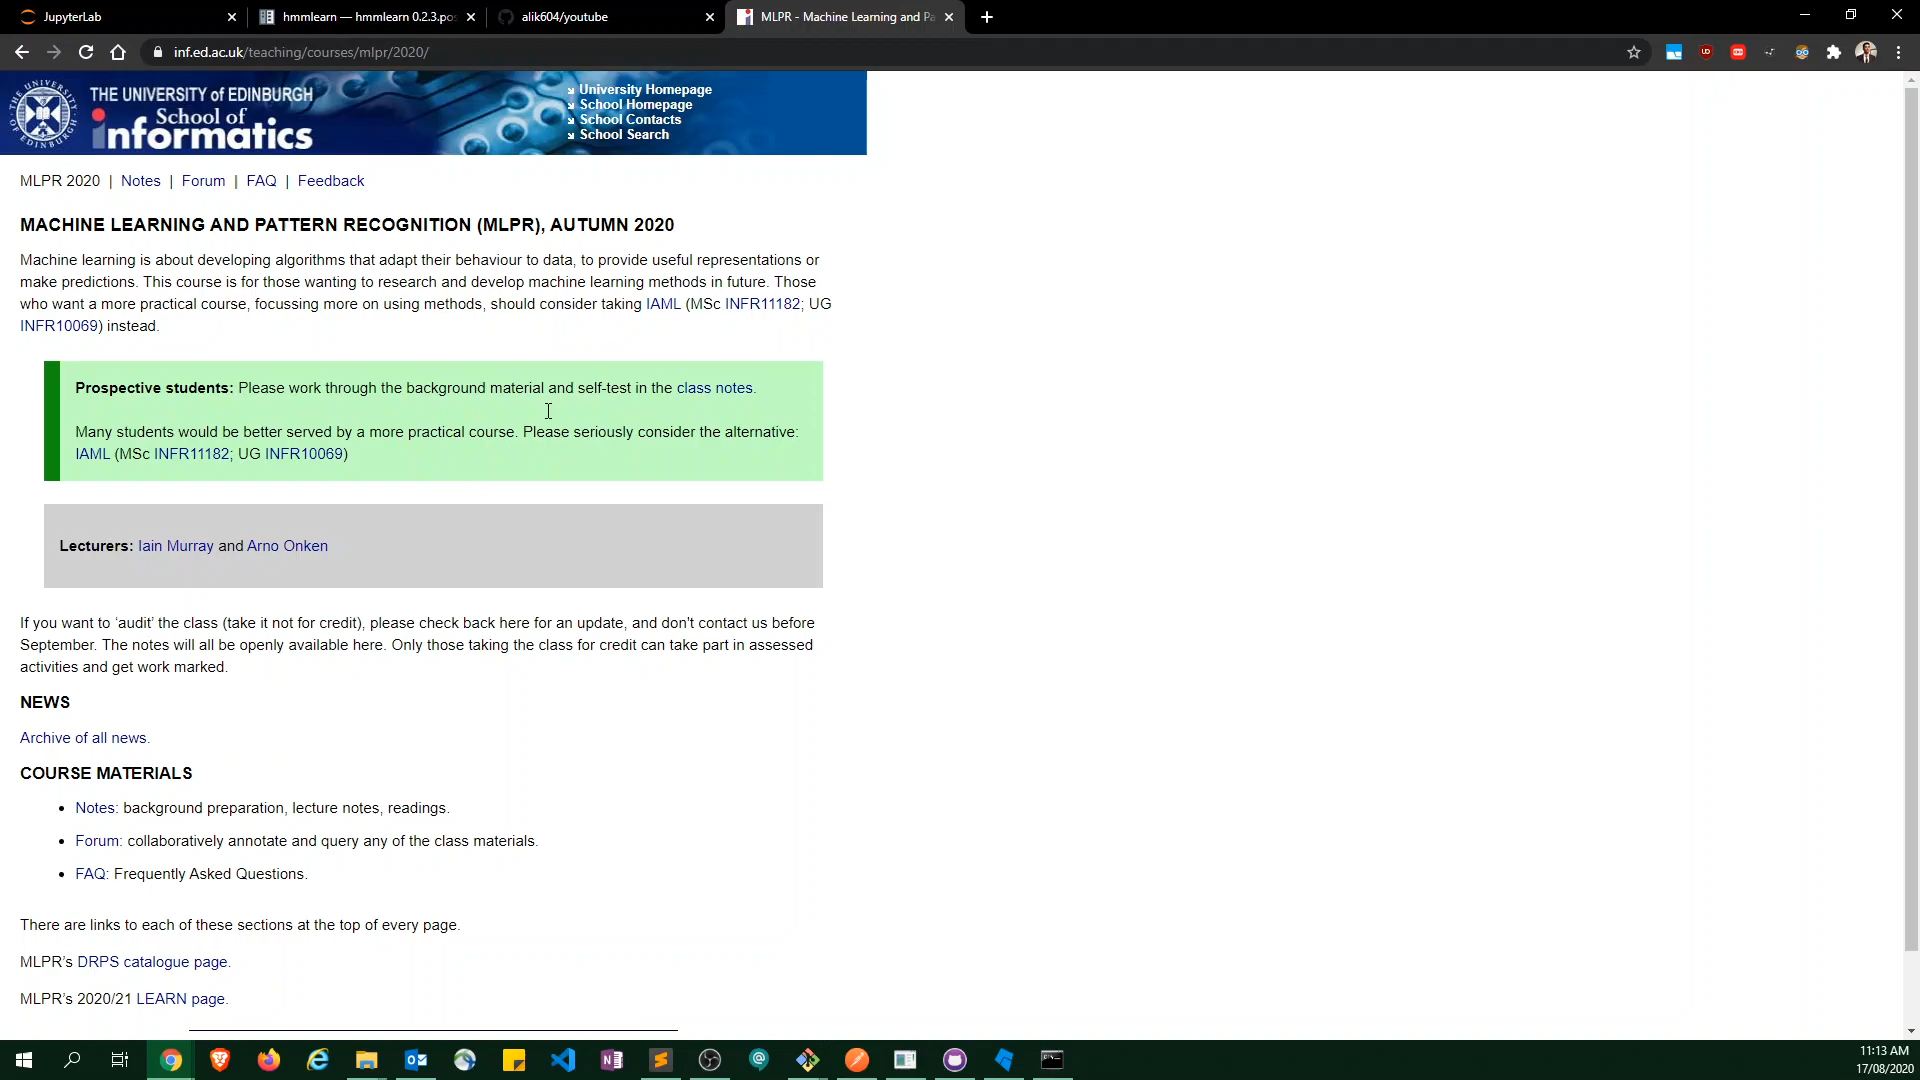 JupyterLab
hmmlearn — hmmlearn 0.2.3.pos
alik604/youtube
MLPR - Machine Learning and Pa
inf.ed.ac.uk/teaching/courses/mlpr/2020/
THE UNIVERSITY of EDINBURGH
School of
informatics
University Homepage
School Homepage
School Contacts
School Search
MLPR 2020 | Notes | Forum | FAQ | Feedback
MACHINE LEARNING AND PATTERN RECOGNITION (MLPR), AUTUMN 2020
Machine learning is about developing algorithms that adapt their behaviour to data, to provide useful representations or
make predictions. This course is for those wanting to research and develop machine learning methods in future. Those
who want a more practical course, focussing more on using methods, should consider taking IAML (MSc INFR11182; UG
INFR10069) instead.
Prospective students: Please work through the background material and self-test in the class notes.
Many students would be better served by a more practical course. Please seriously consider the alternative:
IAML (MSc INFR11182; UG INFR10069)
Lecturers: Iain Murray and Arno Onken
If you want to ‘audit’ the class (take it not for credit), please check back here for an update, and don't contact us before
September. The notes will all be openly available here. Only those taking the class for credit can take part in assessed
activities and get work marked.
NEWS
Archive of all news.
COURSE MATERIALS
• Notes: background preparation, lecture notes, readings.
• Forum: collaboratively annotate and query any of the class materials.
• FAQ: Frequently Asked Questions.
There are links to each of these sections at the top of every page.
MLPR’s DRPS catalogue page.
MLPR’s 2020/21 LEARN page.
11:13 AM
17/08/2020